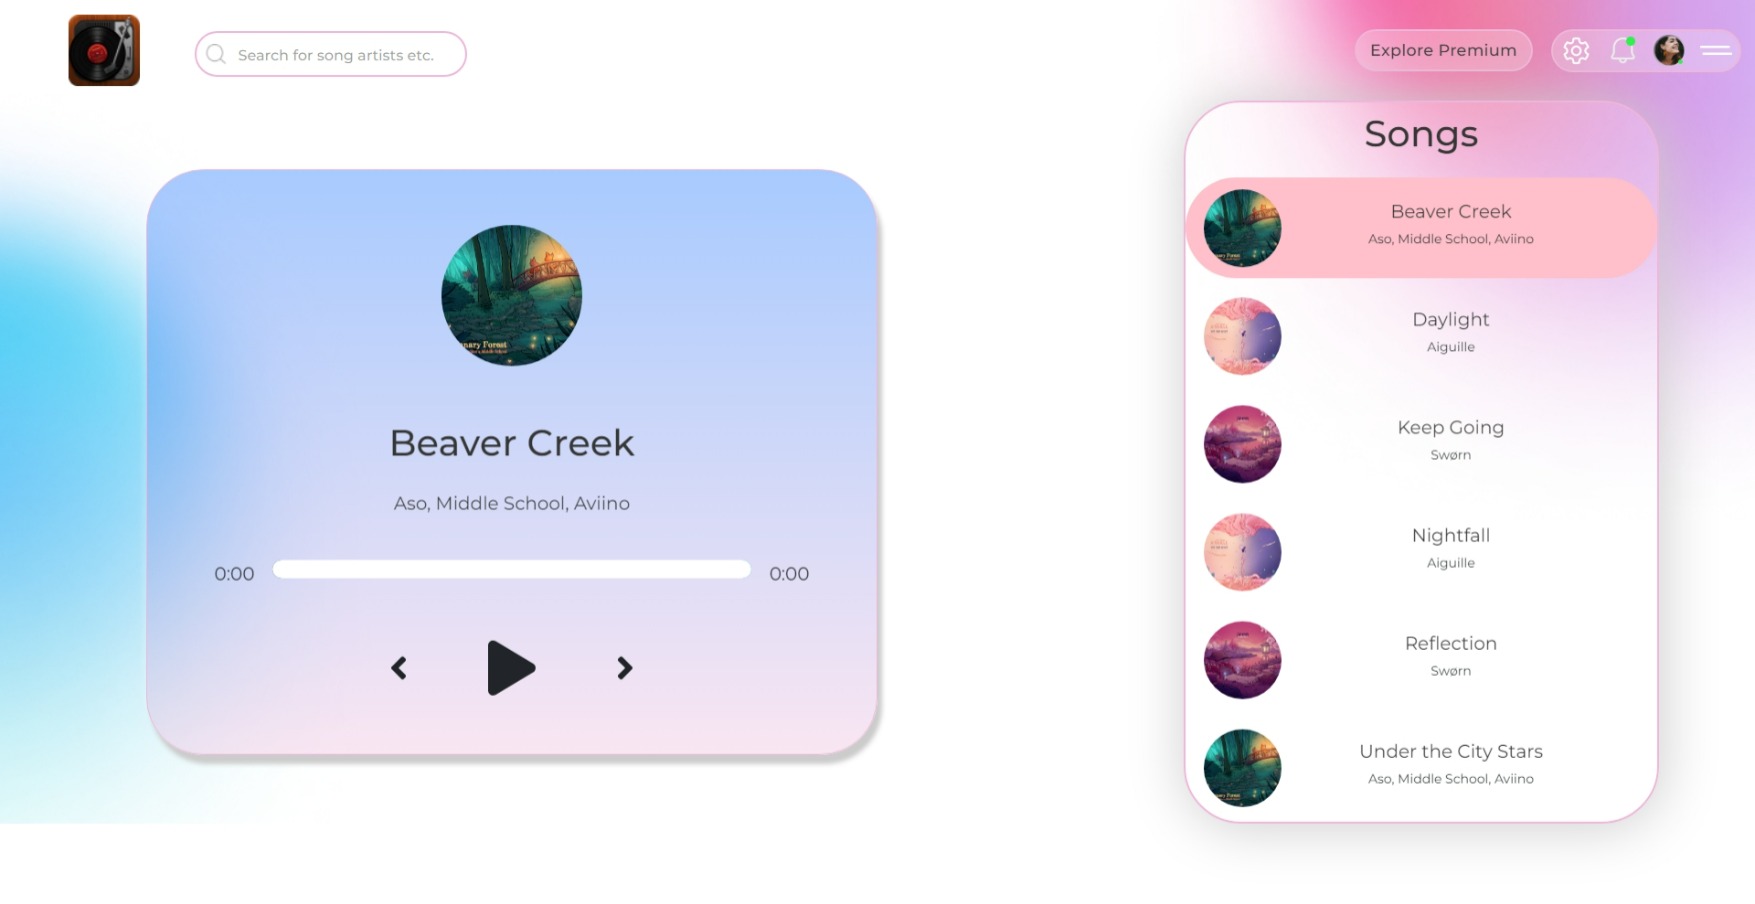 Search for song artists etc.
Explore Premium
nary Forest
Beaver Creek
Aso, Middle School, Aviino
0:00
0:00
Songs
Beaver Creek
Aso, Middle School, Aviino
Daylight
Aiguille
Keep Going
Swørn
Nightfall
Aiguille
Reflection
Swørn
Under the City Stars
Aso, Middle School, Aviino